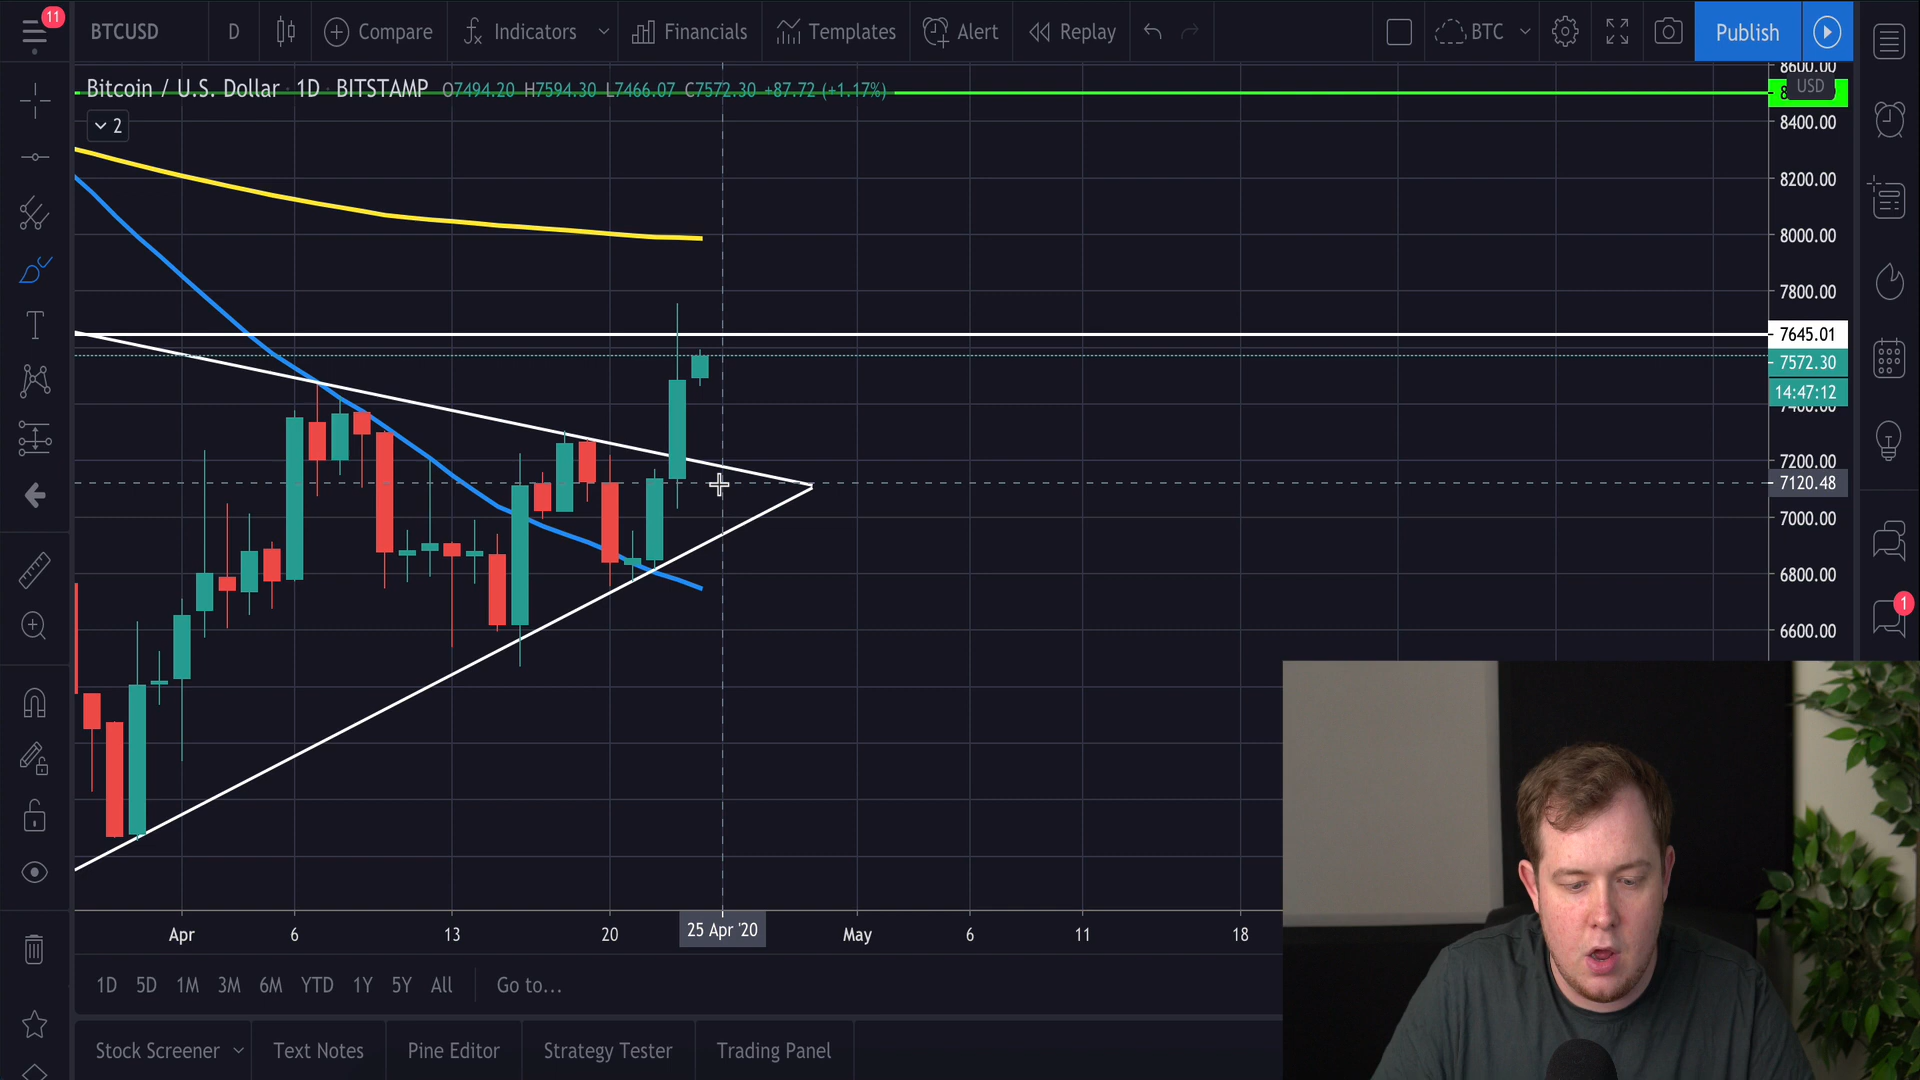 11
BTCUSD D Compare Indicators Financials Templates Alert Replay BTC Publish
Bitcoin / U.S. Dollar 1D BITSTAMP O7494.20 H7594.30 L7466.07 C7572.30 +87.72 (+1.17%)
2
8600.00
USD
8400.00
8200.00
8000.00
7800.00
7645.01
7572.30
14:47:12
7400.00
7200.00
7120.48
7000.00
6800.00
6600.00
1
Apr 6 13 20 25 Apr '20 May 6 11 18
1D 5D 1M 3M 6M YTD 1Y 5Y All Go to...
Stock Screener Text Notes Pine Editor Strategy Tester Trading Panel